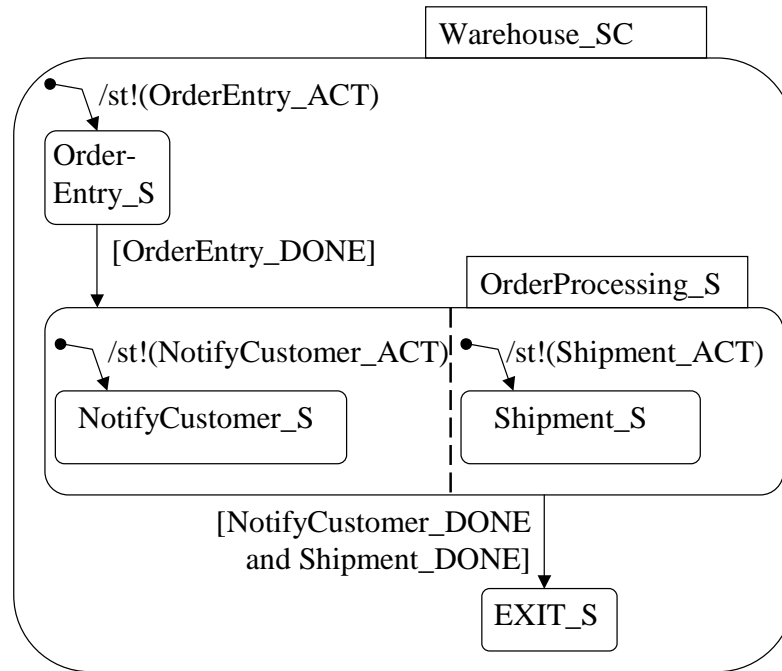 Warehouse_SC
/st!(OrderEntry_ACT)
Order-
Entry_S
[OrderEntry_DONE]
OrderProcessing_S
/st!(NotifyCustomer_ACT)
/st!(Shipment_ACT)
NotifyCustomer_S
Shipment_S
[NotifyCustomer_DONE
and Shipment_DONE]
EXIT_S